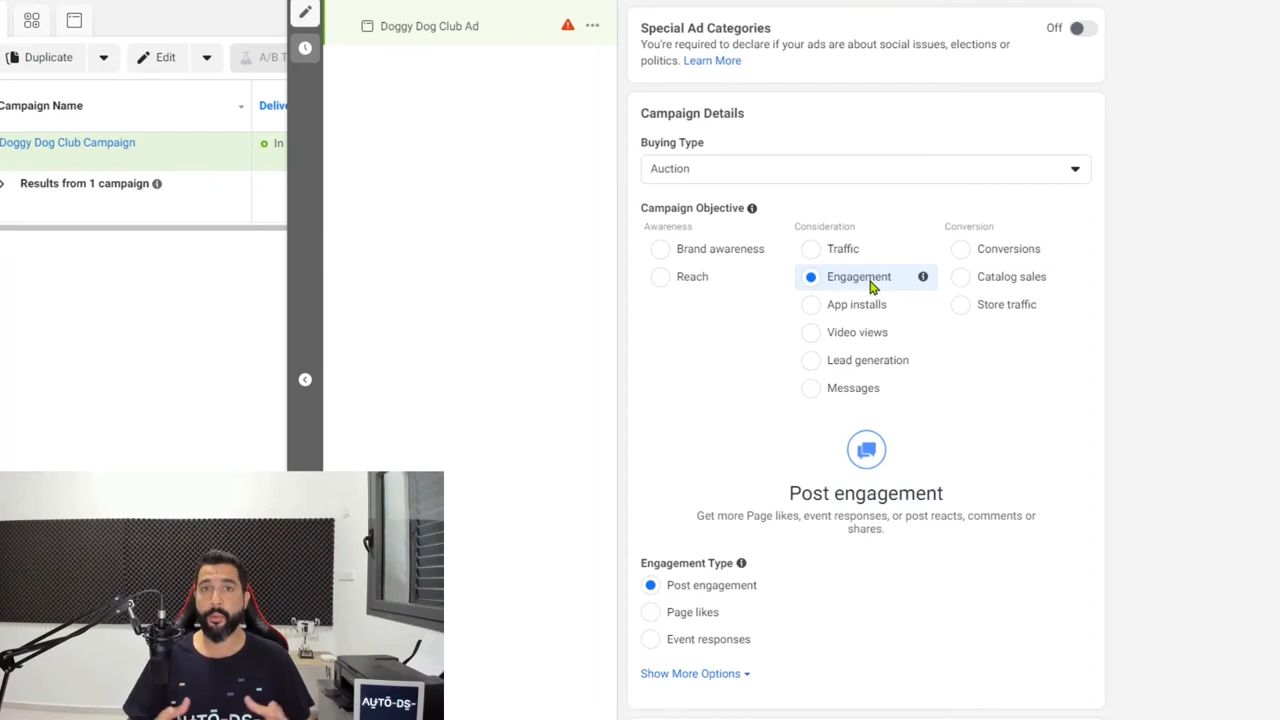 Duplicate
Edit
A/B T
Campaign Name
Delive
Doggy Dog Club Campaign
In
Results from 1 campaign
Doggy Dog Club Ad
Special Ad Categories
Off
You're required to declare if your ads are about social issues, elections or
politics. Learn More
Campaign Details
Buying Type
Auction
Campaign Objective
Awareness
Consideration
Conversion
Brand awareness
Traffic
Conversions
Reach
Engagement
Catalog sales
App installs
Store traffic
Video views
Lead generation
Messages
Post engagement
Get more Page likes, event responses, or post reacts, comments or
shares.
Engagement Type
Post engagement
Page likes
Event responses
Show More Options
AUTO-DS-
AUTO-DS-